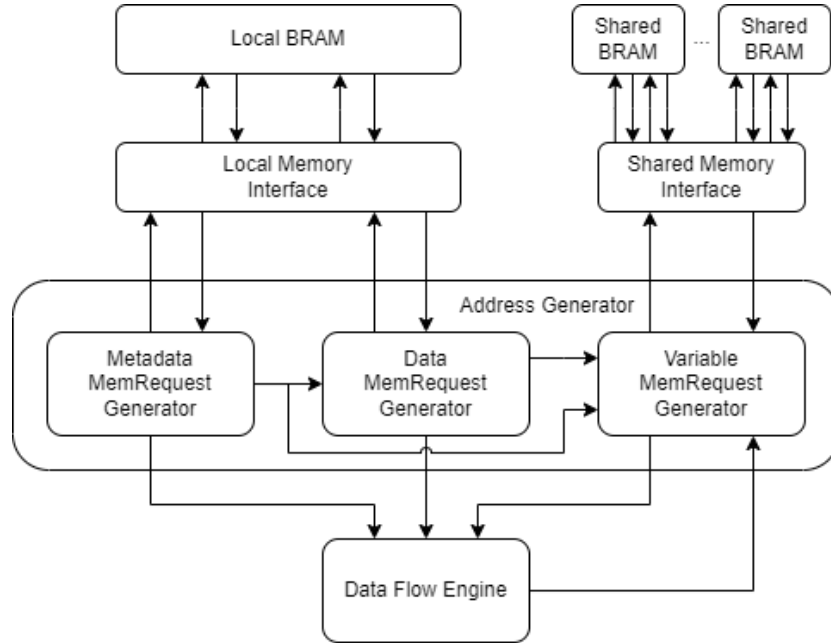 Local BRAM
Shared
BRAM
...
Shared
BRAM
Local Memory
Interface
Shared Memory
Interface
Address Generator
Metadata
MemRequest
Generator
Data
MemRequest
Generator
Variable
MemRequest
Generator
Data Flow Engine